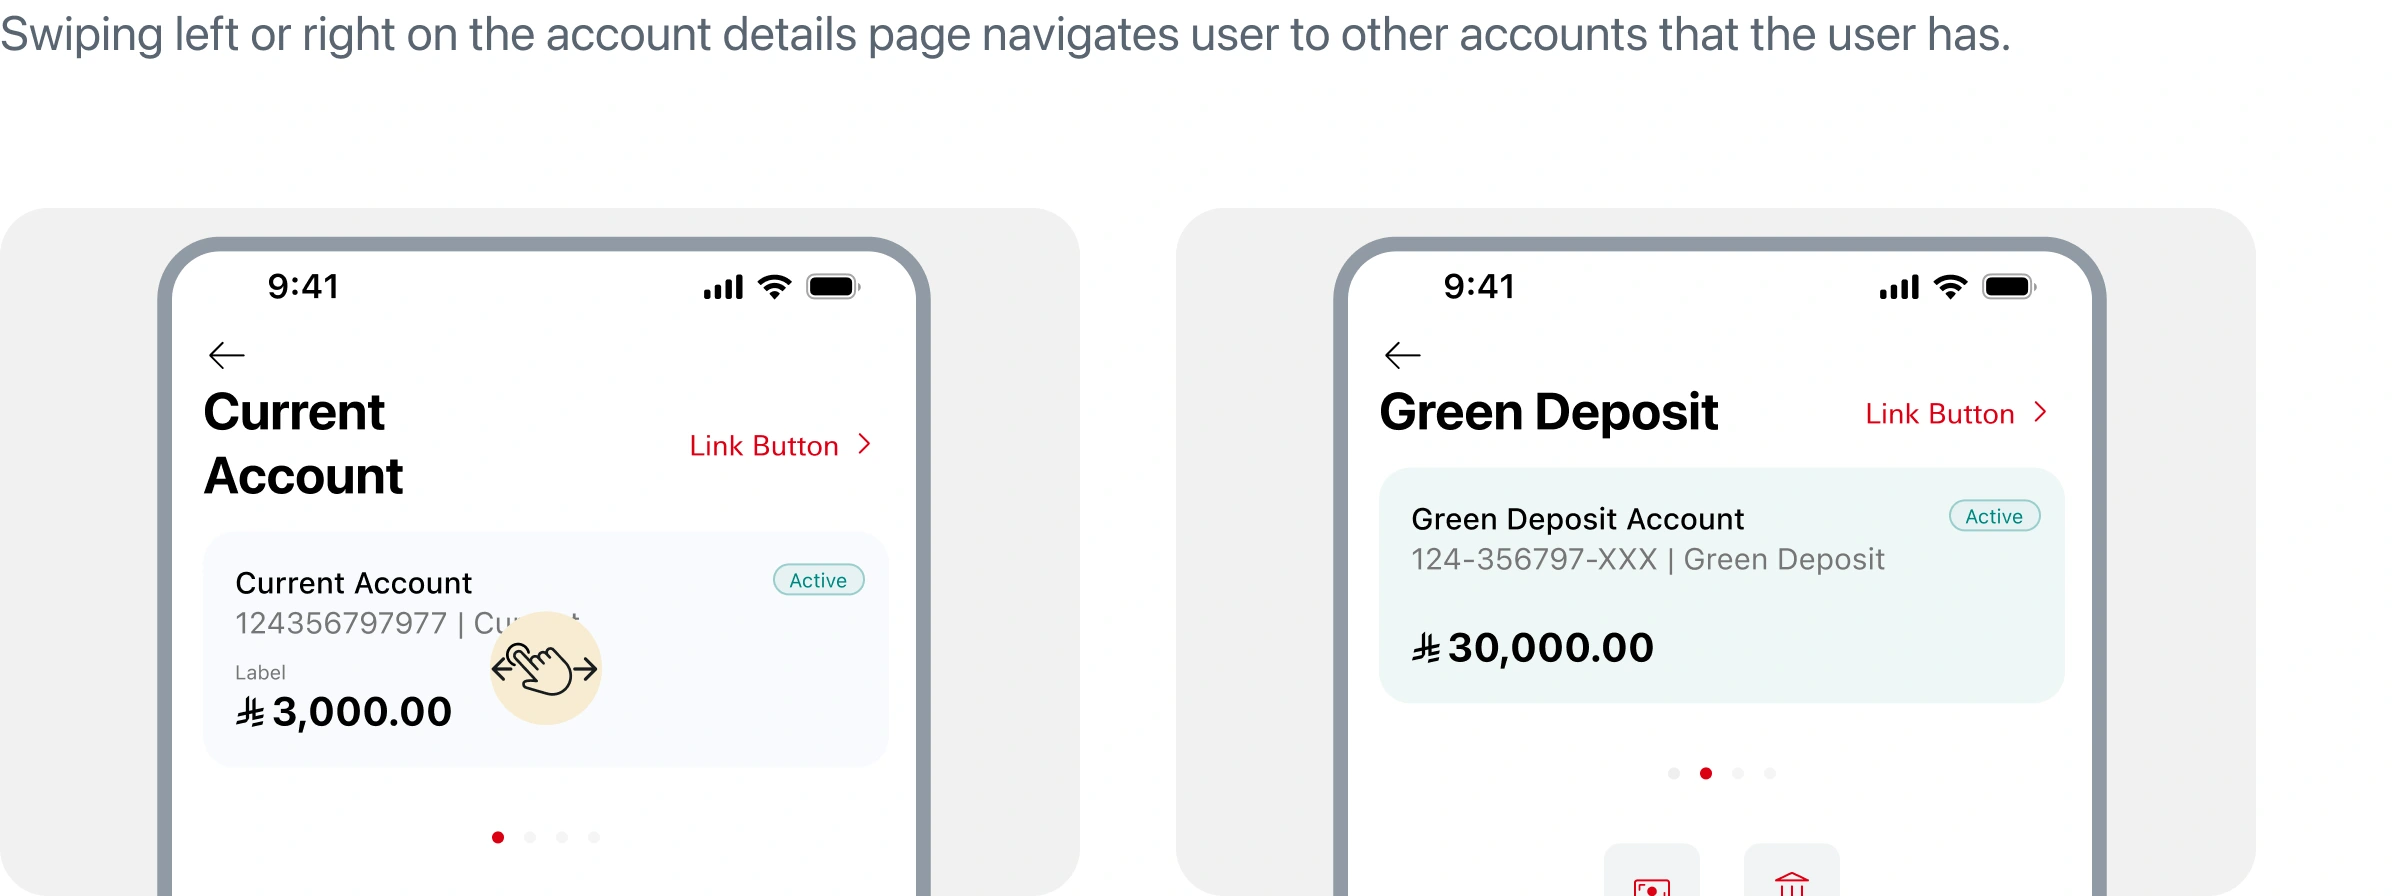 Swiping left or right on the account details page navigates user to other accounts that the user has.
9:41
Current
Account
Link Button
Current Account
Active
124356797977 |
Label
3,000.00
9:41
Green Deposit
Link Button
Green Deposit Account
Active
124-356797-XXX | Green Deposit
30,000.00